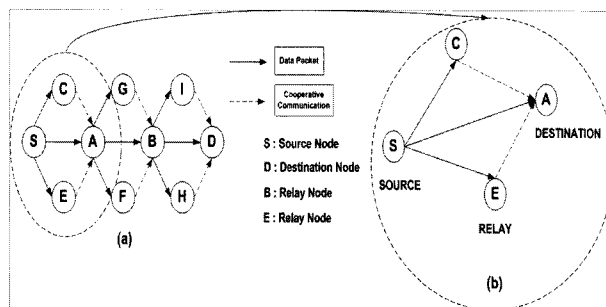 C
G
I
S
A
B
D
E
F
H
(a)
Data Packet
Cooperative
Communication
S : Source Node
D : Destination Node
B : Relay Node
E : Relay Node
C
A
DESTINATION
S
SOURCE
E
RELAY
(b)